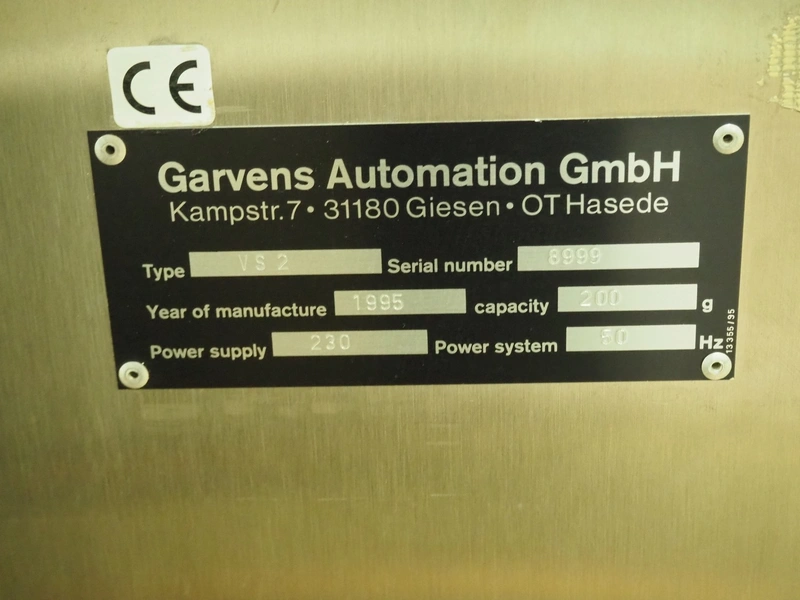 CE
Garvens Automation GmbH
Kampstr.7 • 31180 Giesen • OT Hasede
Type VS 2 Serial number 8999
Year of manufacture 1995 capacity 200 g
Power supply 230 Power system 50 Hz
13355/95